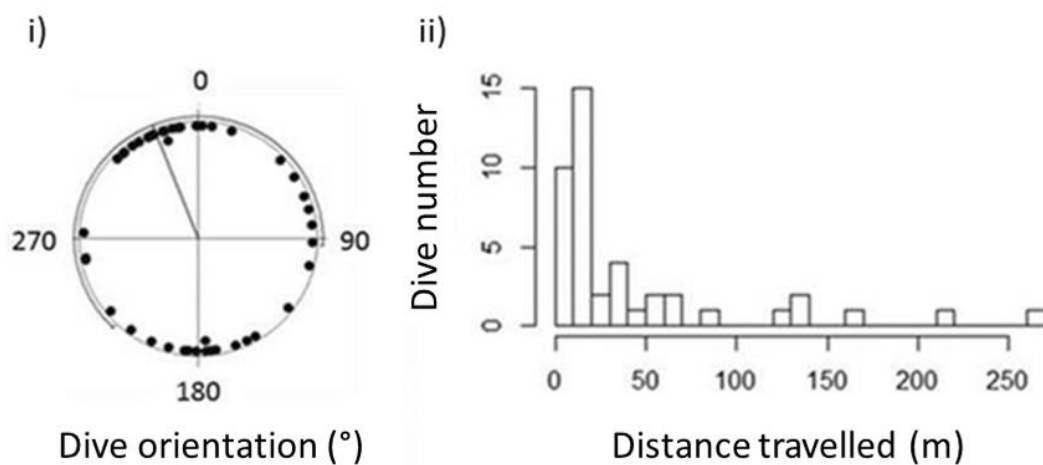 i)
0
270
90
180
Dive orientation (°)
ii)
Dive number
15
10
5
0
0
50
100
150
200
250
Distance travelled (m)